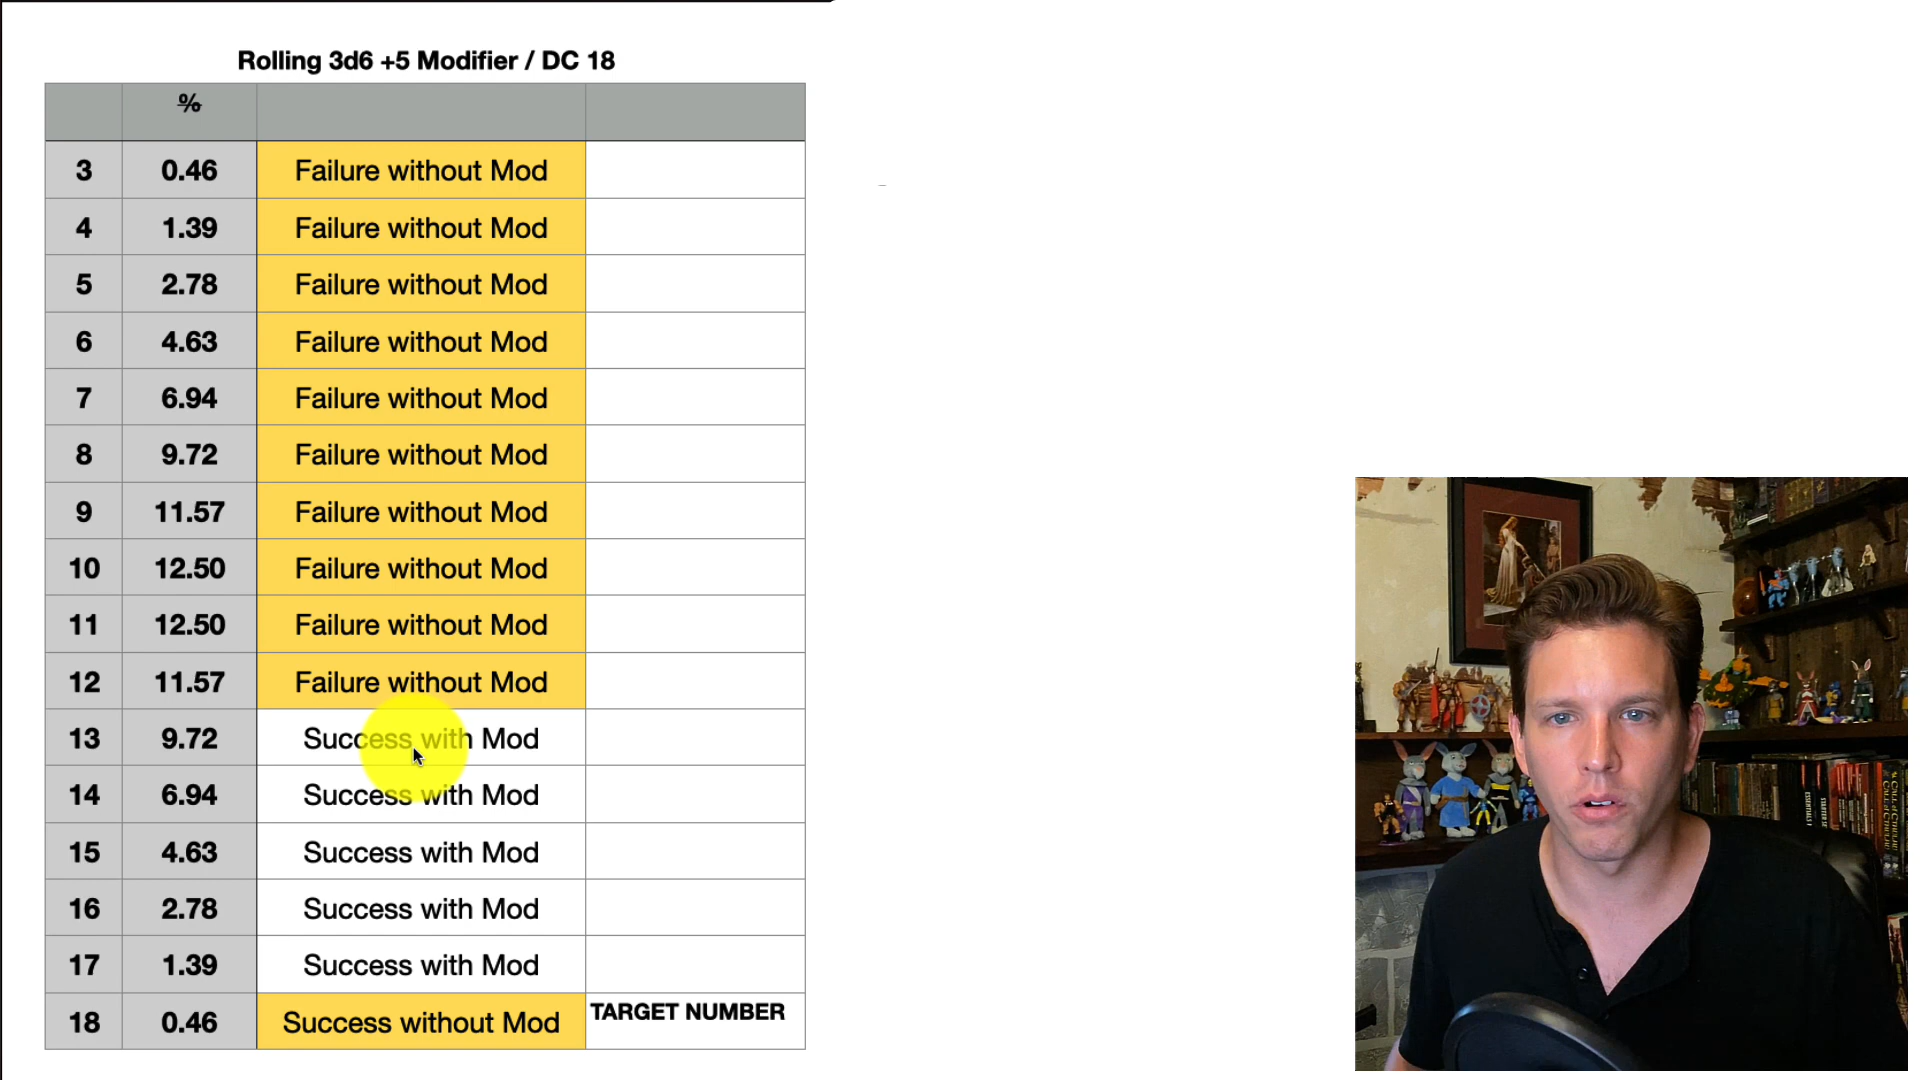 Rolling 3d6 +5 Modifier / DC 18
%
3 0.46 Failure without Mod
4 1.39 Failure without Mod
5 2.78 Failure without Mod
6 4.63 Failure without Mod
7 6.94 Failure without Mod
8 9.72 Failure without Mod
9 11.57 Failure without Mod
10 12.50 Failure without Mod
11 12.50 Failure without Mod
12 11.57 Failure without Mod
13 9.72 Success with Mod
14 6.94 Success with Mod
15 4.63 Success with Mod
16 2.78 Success with Mod
17 1.39 Success with Mod
18 0.46 Success without Mod TARGET NUMBER
CALL of CTHULHU